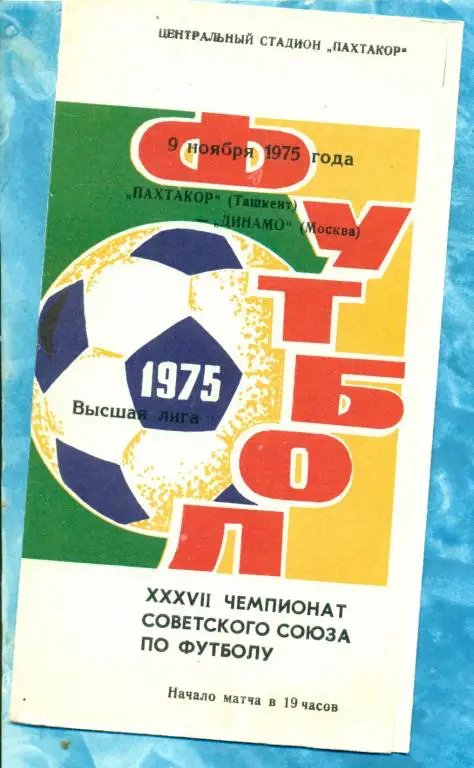 ЦЕНТРАЛЬНЫЙ СТАДИОН „ПАХТАКОР“
ФУТБОЛ
9 ноября 1975 года
„ПАХТАКОР“ (Ташкент)
— „ДИНАМО“ (Москва)
1975
Высшая лига
XXXVII ЧЕМПИОНАТ
СОВЕТСКОГО СОЮЗА
ПО ФУТБОЛУ
Начало матча в 19 часов